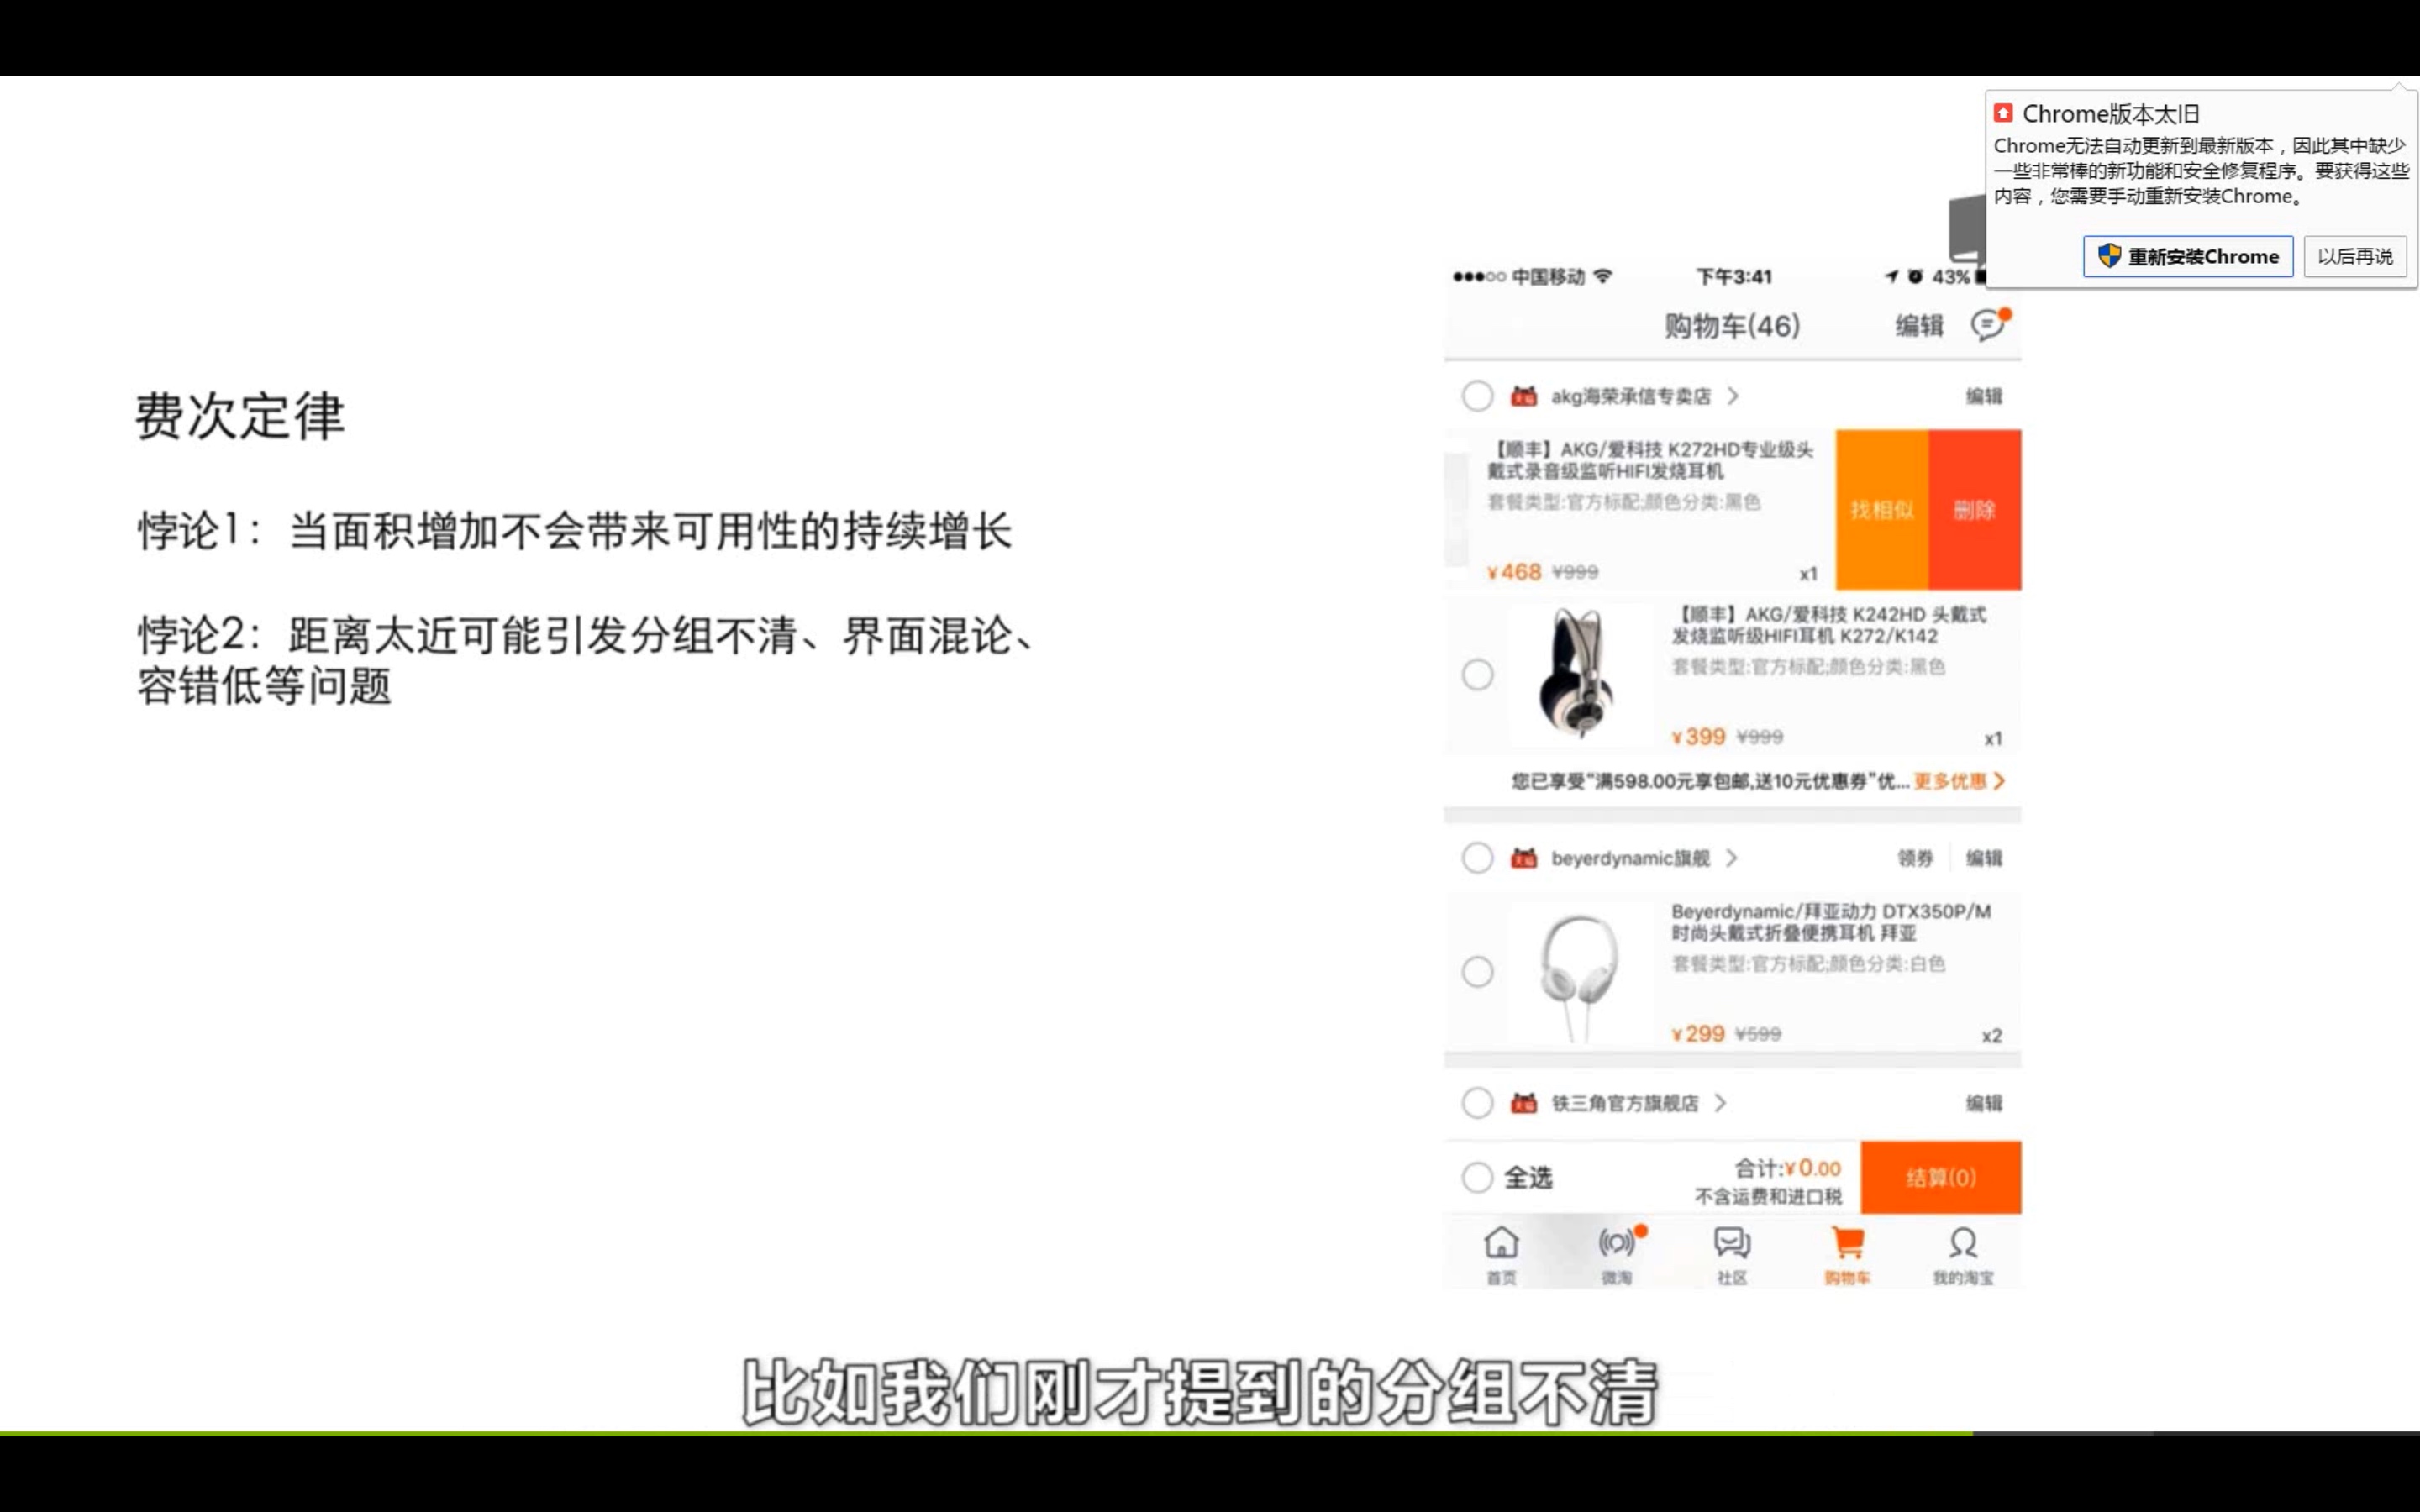 Chrome版本太旧
Chrome无法自动更新到最新版本，因此其中缺少
一些非常棒的新功能和安全修复程序。要获得这些
内容，您需要手动重新安装Chrome。
重新安装Chrome
以后再说
费次定律
悖论1：当面积增加不会带来可用性的持续增长
悖论2：距离太近可能引发分组不清、界面混论、
容错低等问题
中国移动
下午3:41
43%
购物车(46)
编辑
akg海荣承信专卖店
编辑
【顺丰】AKG/爱科技 K272HD专业级头
戴式录音级监听HIFI发烧耳机
套餐类型:官方标配;颜色分类:黑色
¥468 ¥999
x1
找相似
删除
【顺丰】AKG/爱科技 K242HD 头戴式
发烧监听级HIFI耳机 K272/K142
套餐类型:官方标配;颜色分类:黑色
¥399 ¥999
x1
您已享受“满598.00元享包邮,送10元优惠券”优... 更多优惠
beyerdynamic旗舰
领券
编辑
Beyerdynamic/拜亚动力 DTX350P/M
时尚头戴式折叠便携耳机 拜亚
套餐类型:官方标配;颜色分类:白色
¥299 ¥599
x2
铁三角官方旗舰店
编辑
全选
合计:¥0.00
不含运费和进口税
结算(0)
首页
微淘
社区
购物车
我的淘宝
比如我们刚才提到的分组不清